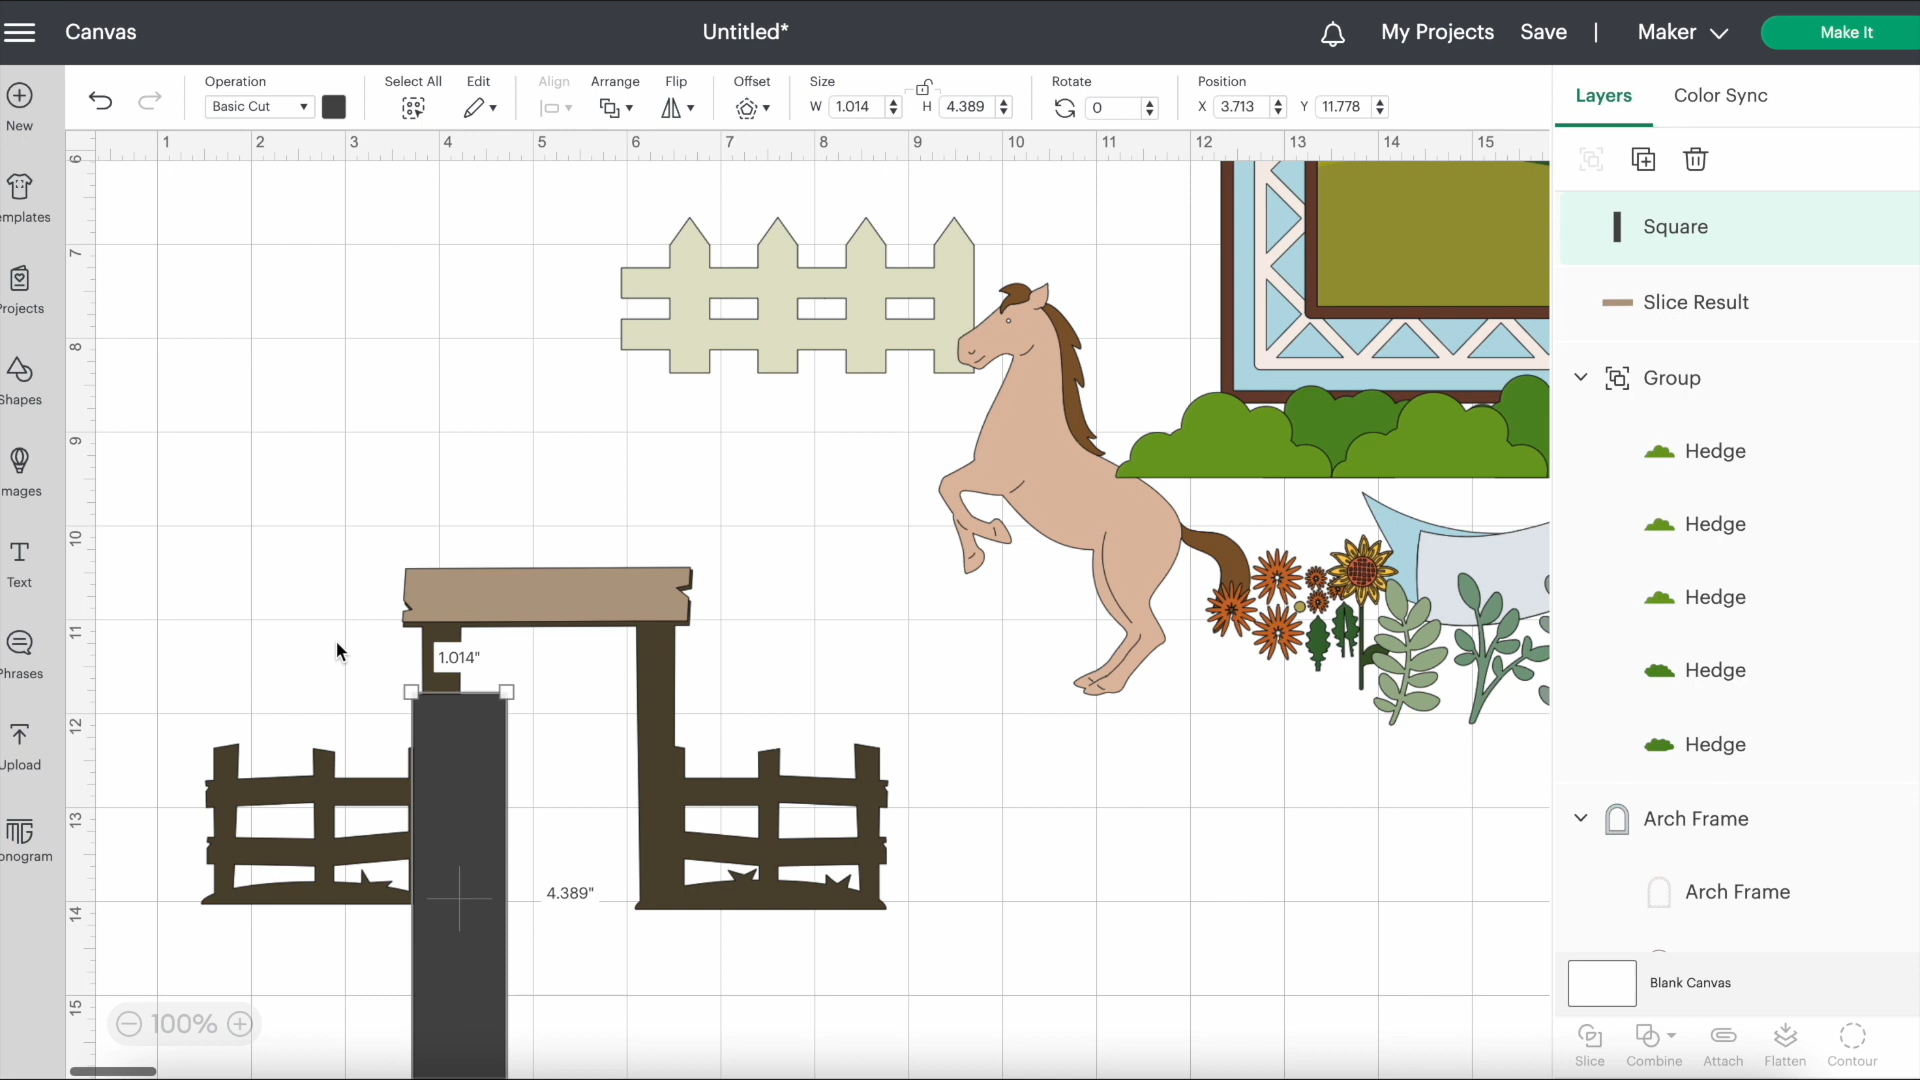 Canvas
Untitled*
My Projects
Save
|
Maker
Make It
New
emplates
rojects
Shapes
mages
Text
hrases
Upload
onogram
Operation
Basic Cut
Select All
Edit
Align
Arrange
Flip
Offset
Size
W 1.014
H 4.389
Rotate
0
Position
X 3.713
Y 11.778
1 2 3 4 5 6 7 8 9 10 11 12 13 14 15
6
7
8
9
10
11
12
13
14
15
1.014"
4.389"
100%
Layers
Color Sync
Square
Slice Result
Group
Hedge
Hedge
Hedge
Hedge
Hedge
Arch Frame
Arch Frame
Blank Canvas
Slice
Combine
Attach
Flatten
Contour